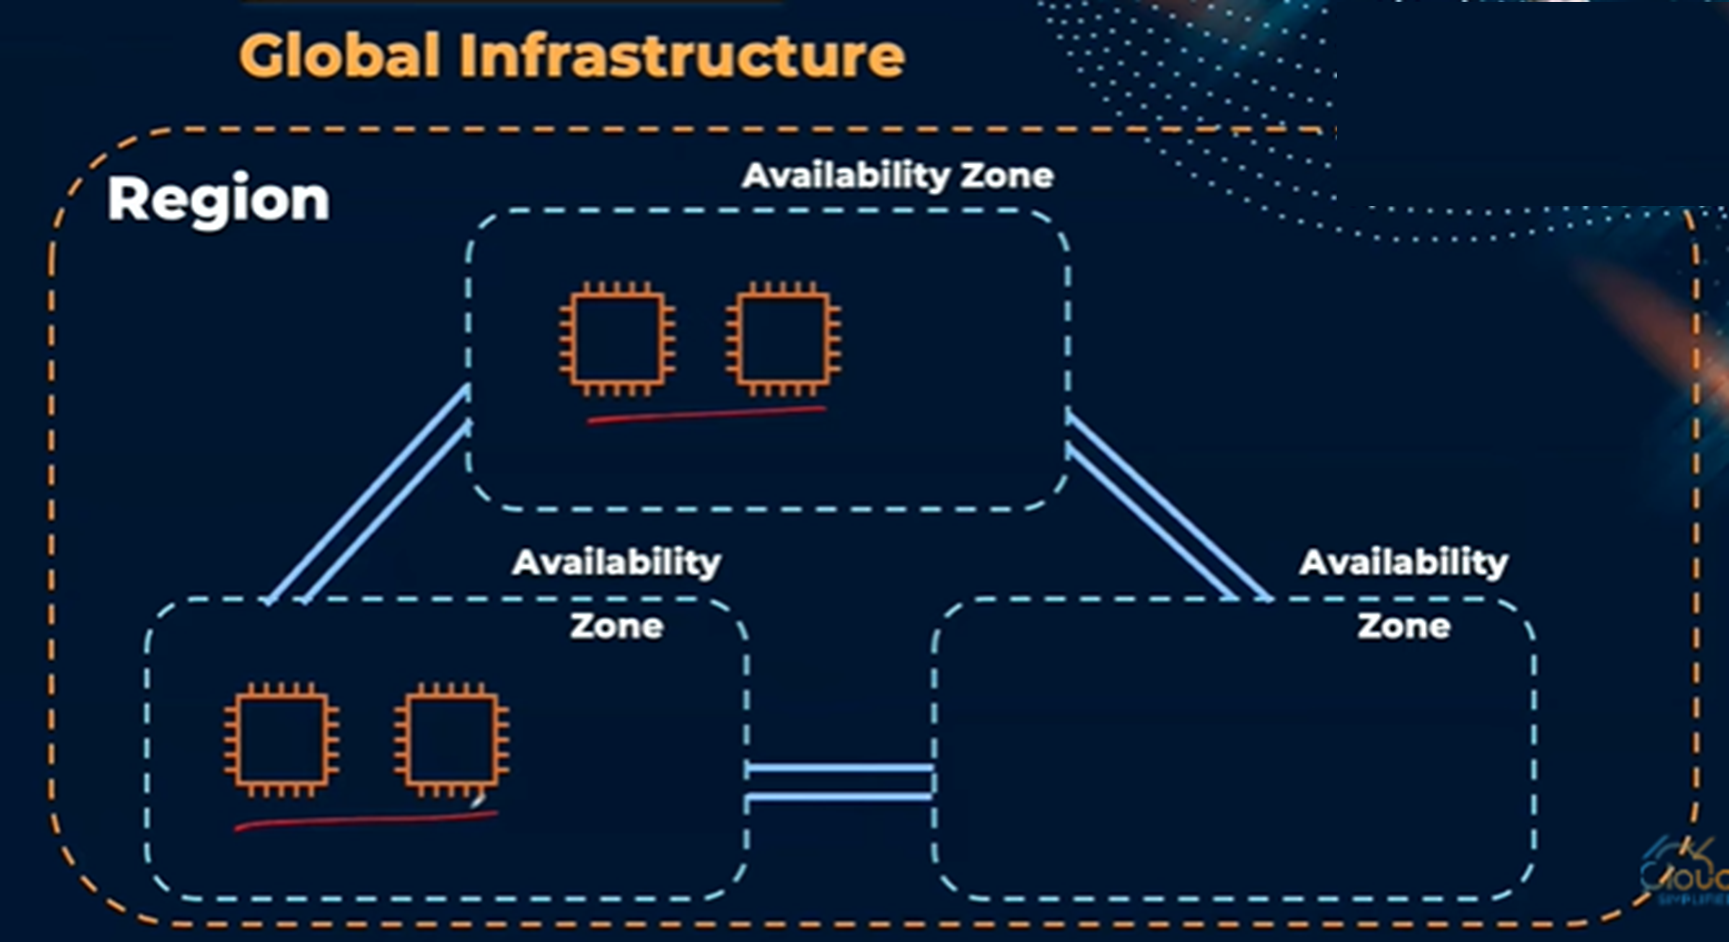 Global Infrastructure
Region
Availability Zone
Availability
Zone
Availability
Zone